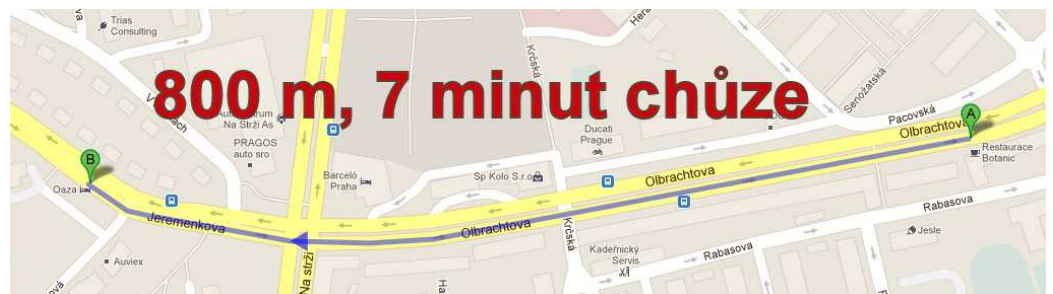 Trias
Consulting
Krčská
Senožatská
800 m, 7 minut chůze
Na Strži As
Ducati
Prague
Pacovská
Olbrachtova
A
PRAGOS
auto sro
B
Restaurace
Botanic
Oaza
Barceló
Praha
Sp Kolo S.r.o
Olbrachtova
Jeremenkova
Olbrachtova
Krčská
Rabasova
Jesle
Auviex
Na strži
Kadeřnický
Servis
Rabasova